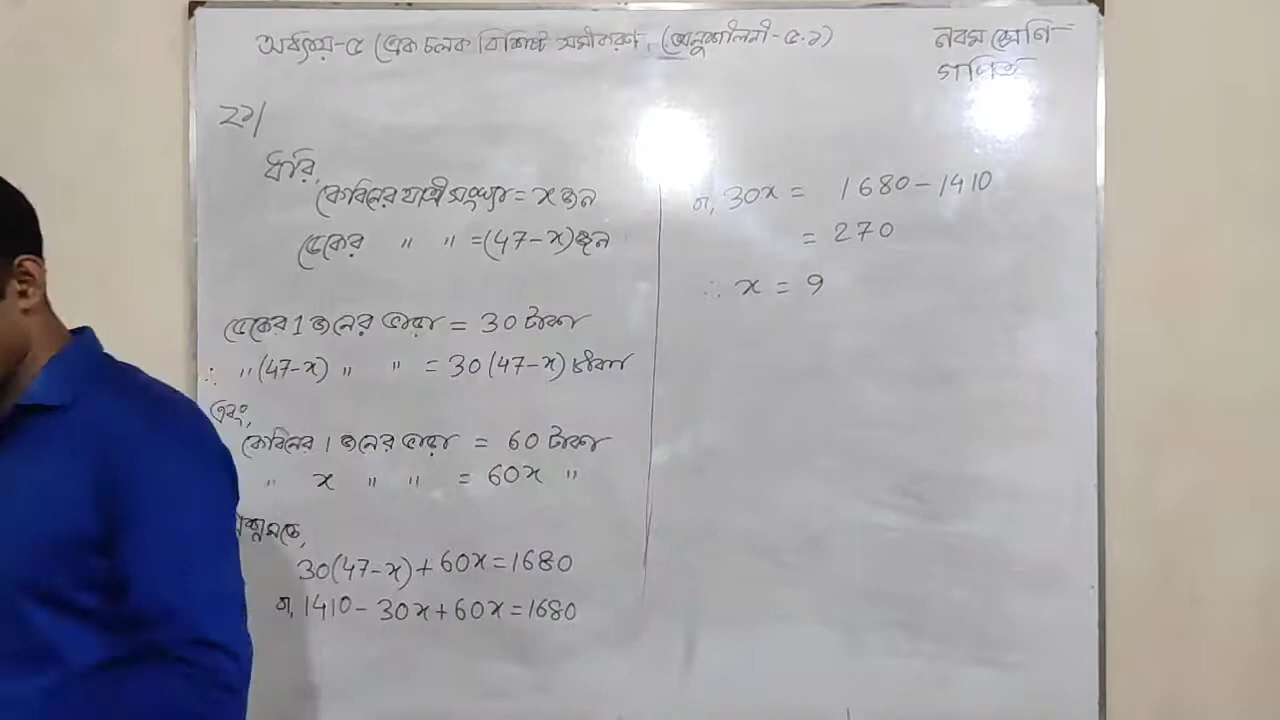 অধ্যায়-৫ (এক চলক বিশিষ্ট সমীকরণ, (অনুশীলনী-৫.১)
নবম শ্রেণি
গণিত
২১/
ধরি,
কেবিনের যাত্রী সংখ্যা = x জন
ডেকের " " =(47-x)জন
ডেকের 1 জনের ভাড়া = 30 টাকা
∴ " (47-x) " " = 30(47-x) টাকা
এবং,
কেবিনের 1 জনের ভাড়া = 60 টাকা
" x " " = 60x "
প্রশ্নমতে,
30(47-x)+60x=1680
বা, 1410-30x+60x=1680
বা, 30x = 1680-1410
= 270
∴ x = 9